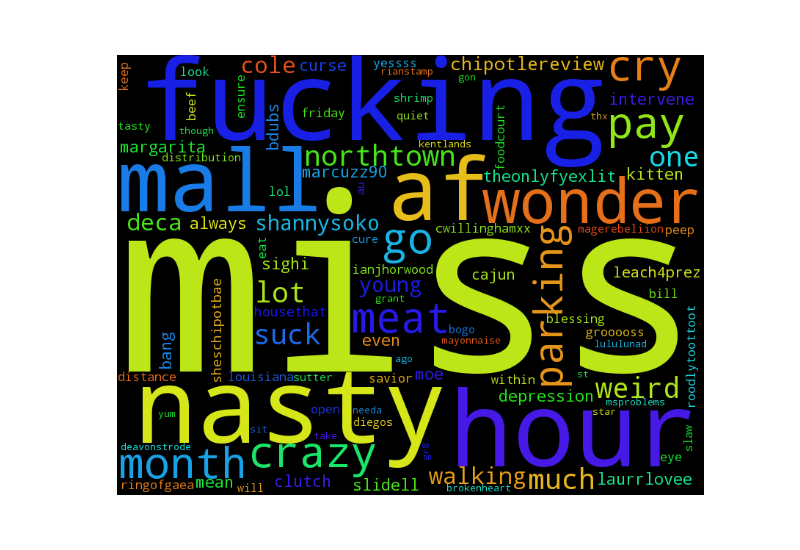 keep
look
cole
curse
yessss
rianstamp
gon
chipotlereview
cry
fucking
beef
ensure
bdubs
friday
shrimp
quiet
thx
intervene
pay
tasty
though
kentlands
foodcourt
margarita
distribution
northtown
one
mall
lol
marcuzz90
au
af
theonlyfyexlit
kitten
wonder
deca
always
shannysoko
go
cwillinghamxx
magerebeliion
peep
miss
eat
cure
sighi
ianjhorwood
cajun
parking
leach4prez
lot
young
grant
bill
housethat
meat
blessing
bang
sheschipotbae
suck
even
bogo
mayonnaise
grooooss
lululunad
roodlytoottoot
ago
distance
louisiana
sutter
savior
moe
within
st
weird
nasty
open
needa
depression
msproblems
yum
diegos
star
hour
sit
take
gr8
slaw
deavonstrode
crazy
month
eye
walking
much
laurrlovee
ringofgaea
mean
will
clutch
slidell
brokenheart